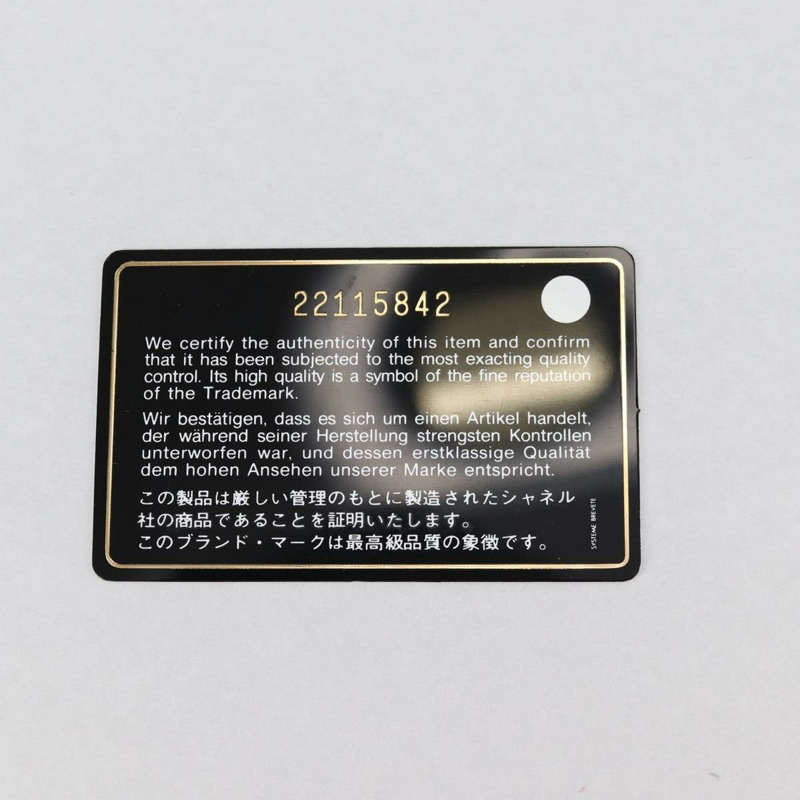 22115842
We certify the authenticity of this item and confirm
that it has been subjected to the most exacting quality
control. Its high quality is a symbol of the fine reputation
of the Trademark.
Wir bestätigen, dass es sich um einen Artikel handelt,
der während seiner Herstellung strengsten Kontrollen
unterworfen war, und dessen erstklassige Qualität
dem hohen Ansehen unserer Marke entspricht.
この製品は厳しい管理のもとに製造されたシャネル
社の商品であることを証明いたします。
このブランド・マークは最高級品質の象徴です。
SYSTEME BREVETE